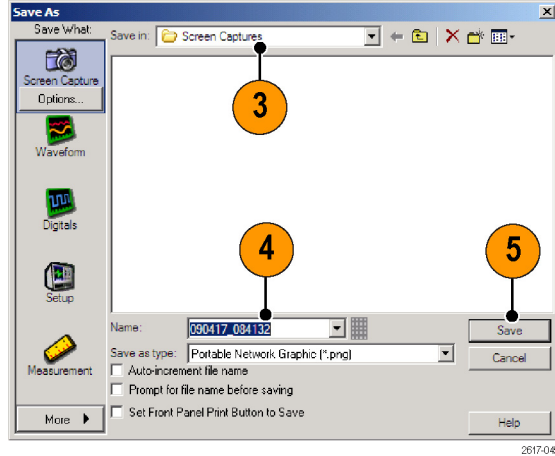 Save As
Save What:
Save in: Screen Captures
3
Screen Capture
Options...
Waveform
Digitals
4
5
Setup
Name: 090417_084132
Save
Save as type: Portable Network Graphic (*.png)
Cancel
Measurement
Auto-increment file name
Prompt for file name before saving
Set Front Panel Print Button to Save
More
Help